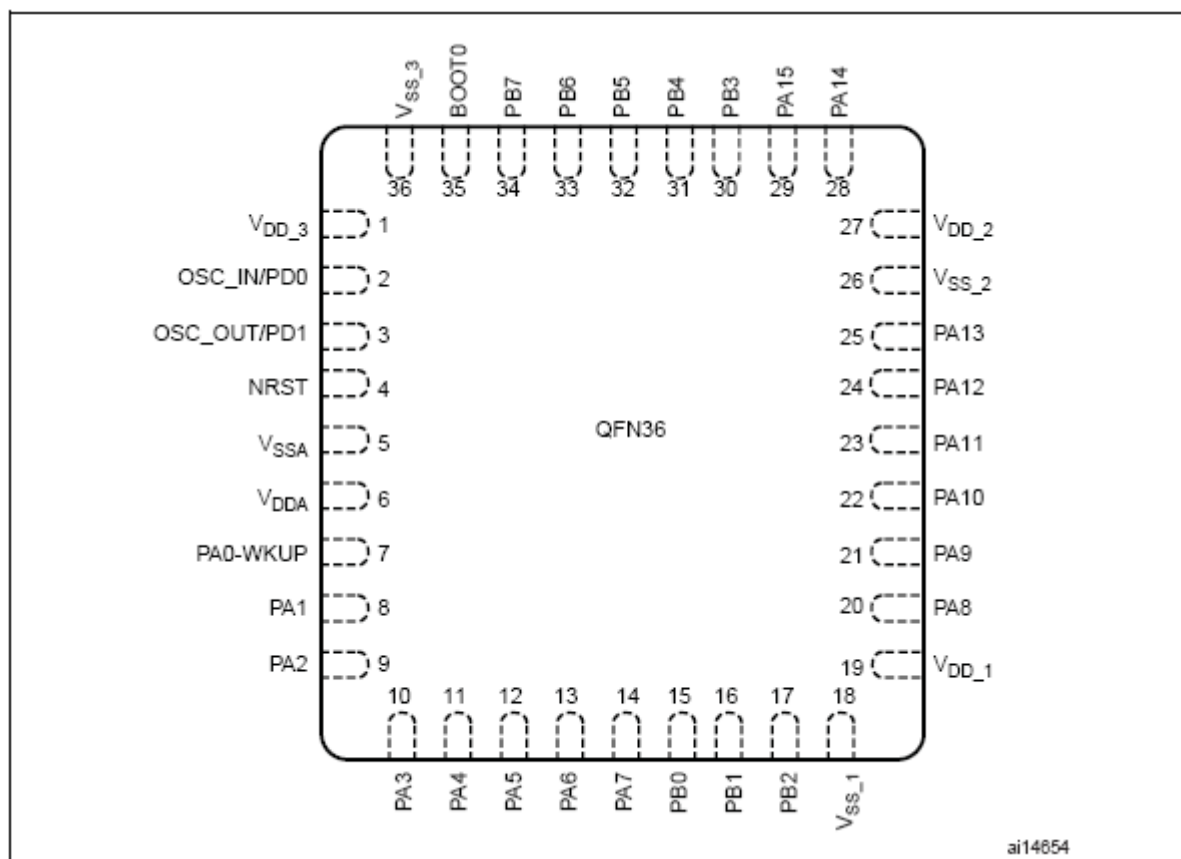 VSS_3
BOOT0
PB7
PB6
PB5
PB4
PB3
PA15
PA14
36 35 34 33 32 31 30 29 28
VDD_3 1 27 VDD_2
OSC_IN/PD0 2 26 VSS_2
OSC_OUT/PD1 3 25 PA13
NRST 4 24 PA12
VSSA 5 QFN36 23 PA11
VDDA 6 22 PA10
PA0-WKUP 7 21 PA9
PA1 8 20 PA8
PA2 9 19 VDD_1
10 11 12 13 14 15 16 17 18
PA3
PA4
PA5
PA6
PA7
PB0
PB1
PB2
VSS_1
ai14654